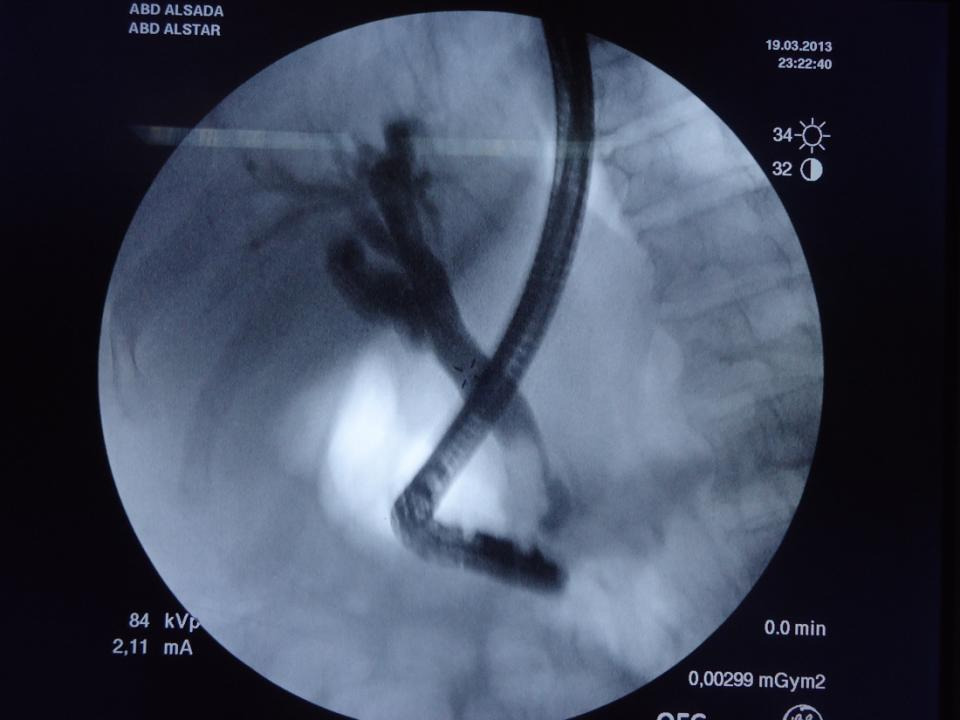 ABD ALSADA
ABD ALSTAR
19.03.2013
23:22:40
34
32
84 kVp
2,11 mA
0.0 min
0,00299 mGym2